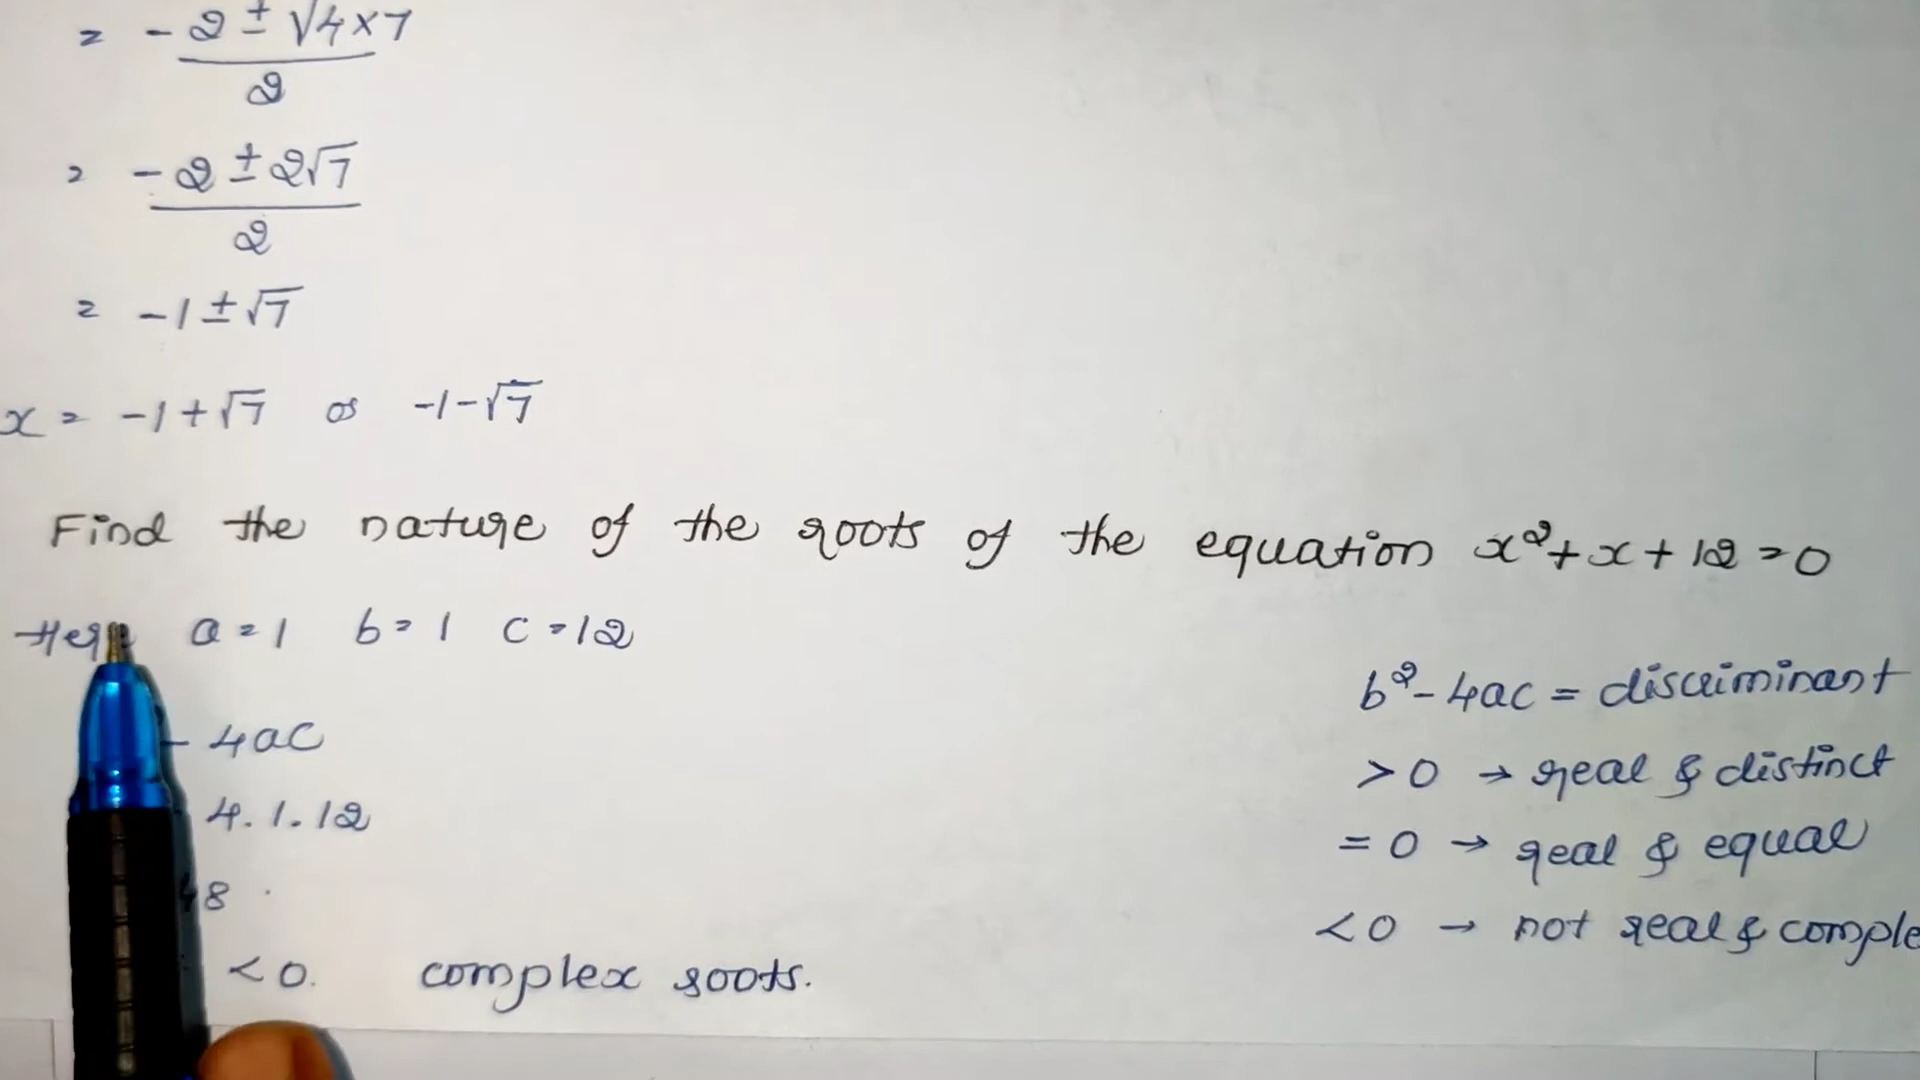 = -2 ± √4×7
2
= -2 ± 2√7
2
= -1 ± √7
x = -1+√7 or -1-√7
Find the nature of the roots of the equation x²+x+12=0
Here a=1 b=1 c=12
- 4ac
4.1.12
48
<0. complex roots.
b²-4ac = discriminant
>0 → real & distinct
=0 → real & equal
<0 → not real & comple